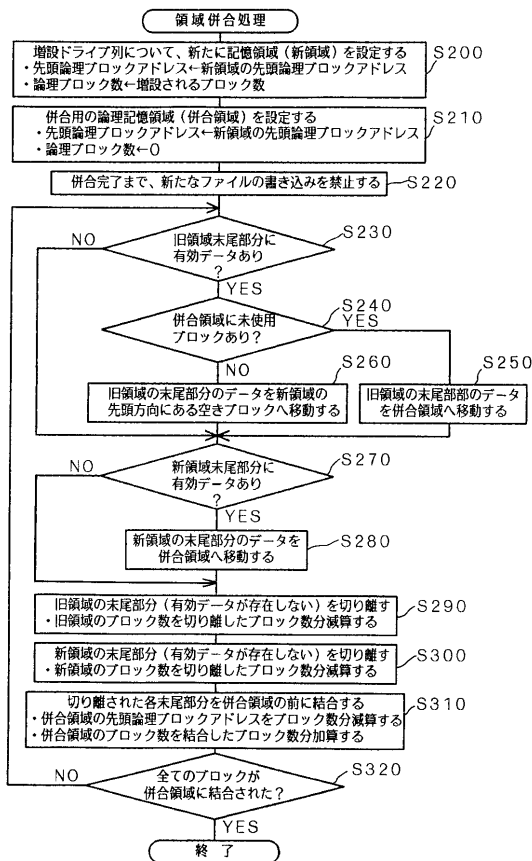 領域併合処理
増設ドライブ列について、新たに記憶領域(新領域)を設定する
・先頭論理ブロックアドレス←新領域の先頭論理ブロックアドレス
・論理ブロック数←増設されるブロック数
S200
併合用の論理記憶領域(併合領域)を設定する
・先頭論理ブロックアドレス←新領域の先頭論理ブロックアドレス
・論理ブロック数←0
S210
併合完了まで、新たなファイルの書き込みを禁止する
S220
旧領域末尾部分に
有効データあり
?
S230
NO
YES
併合領域に未使用
ブロックあり?
S240
YES
NO
旧領域の末尾部分のデータを新領域の
先頭方向にある空きブロックへ移動する
S260
旧領域の末尾部部のデータ
を併合領域へ移動する
S250
新領域末尾部分に
有効データあり
?
S270
NO
YES
新領域の末尾部分のデータを
併合領域へ移動する
S280
旧領域の末尾部分(有効データが存在しない)を切り離す
・旧領域のブロック数を切り離したブロック数分減算する
S290
新領域の末尾部分(有効データが存在しない)を切り離す
・新領域のブロック数を切り離したブロック数分減算する
S300
切り離された各末尾部分を併合領域の前に結合する
・併合領域の先頭論理ブロックアドレスをブロック数分減算する
・併合領域のブロック数を結合したブロック数分加算する
S310
全てのブロックが
併合領域に結合された?
S320
NO
YES
終了